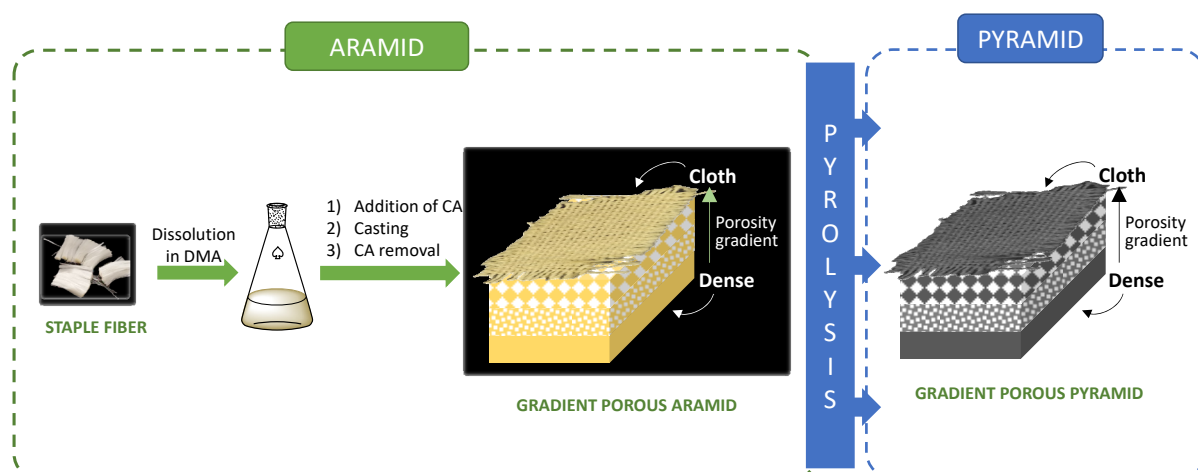 ARAMID
PYRAMID
STAPLE FIBER
Dissolution
in DMA
1) Addition of CA
2) Casting
3) CA removal
Cloth
Porosity
gradient
Dense
GRADIENT POROUS ARAMID
P
Y
R
O
L
Y
S
I
S
Cloth
Porosity
gradient
Dense
GRADIENT POROUS PYRAMID